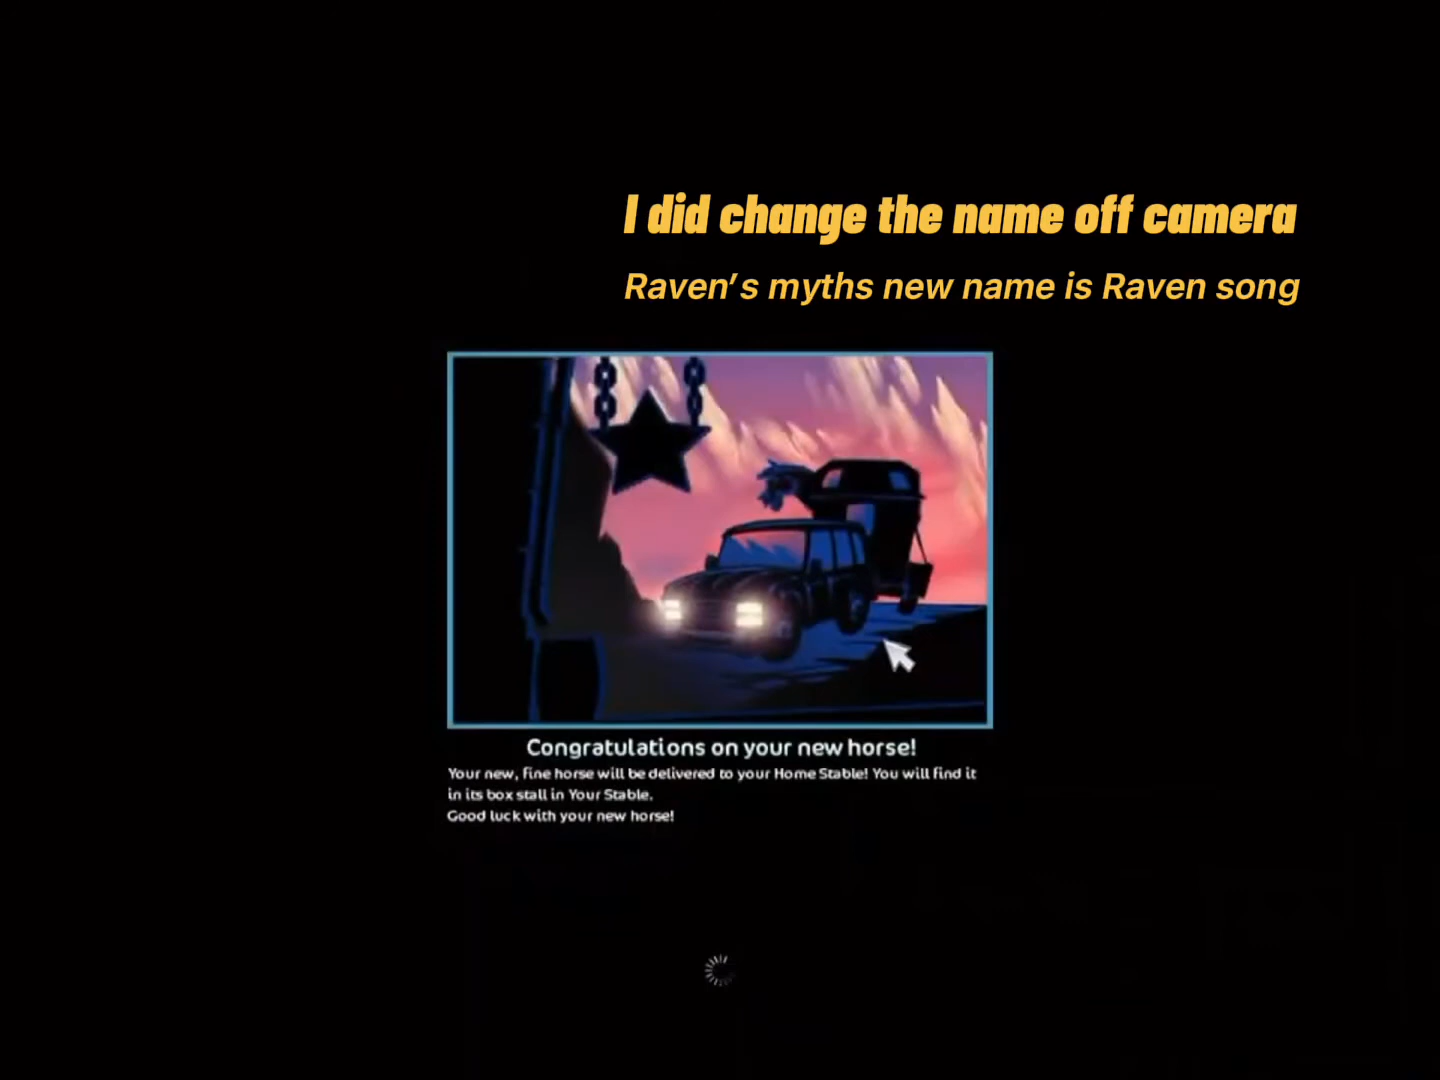 I did change the name off camera
Raven's myths new name is Raven song
Congratulations on your new horse!
Your new, fine horse will be delivered to your Home Stable! You will find it
in its box stall in Your Stable.
Good luck with your new horse!